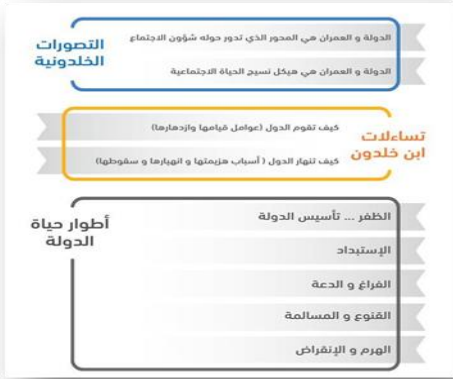 التصورات
الخلدونية
الدولة و العمران هي المحور الذي تدور حوله شؤون الاجتماع
الدولة و العمران هي هيكل نسيج الحياة الاجتماعية
تساءلات
ابن خلدون
كيف تقوم الدول (عوامل قيامها وازدهارها)
كيف تنهار الدول ( أسباب هزيمتها و انهيارها و سقوطها)
أطوار حياة
الدولة
الظفر ... تأسيس الدولة
الإستبداد
الفراغ و الدعة
القنوع و المسالمة
الهرم و الإنقراض